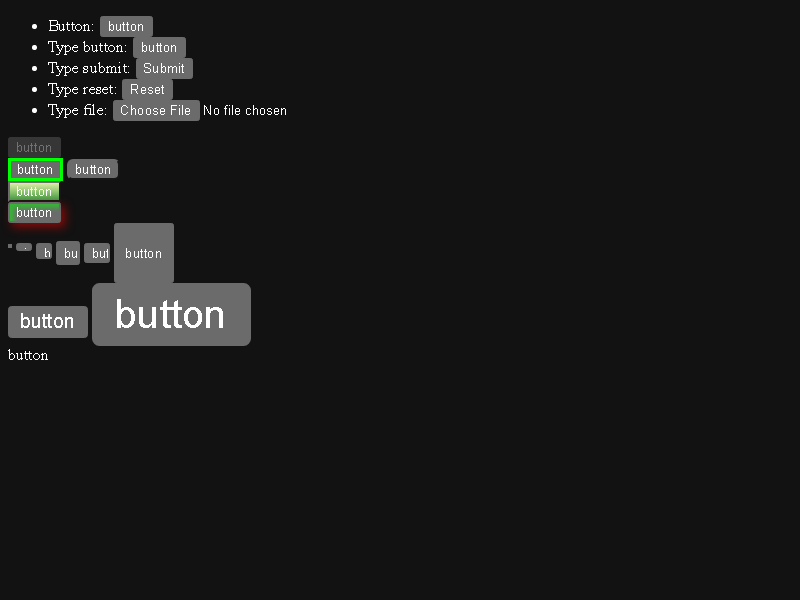 Button: button
Type button: button
Type submit: Submit
Type reset: Reset
Type file: Choose File No file chosen
button
button button
button
button
b bu but button
button button
button